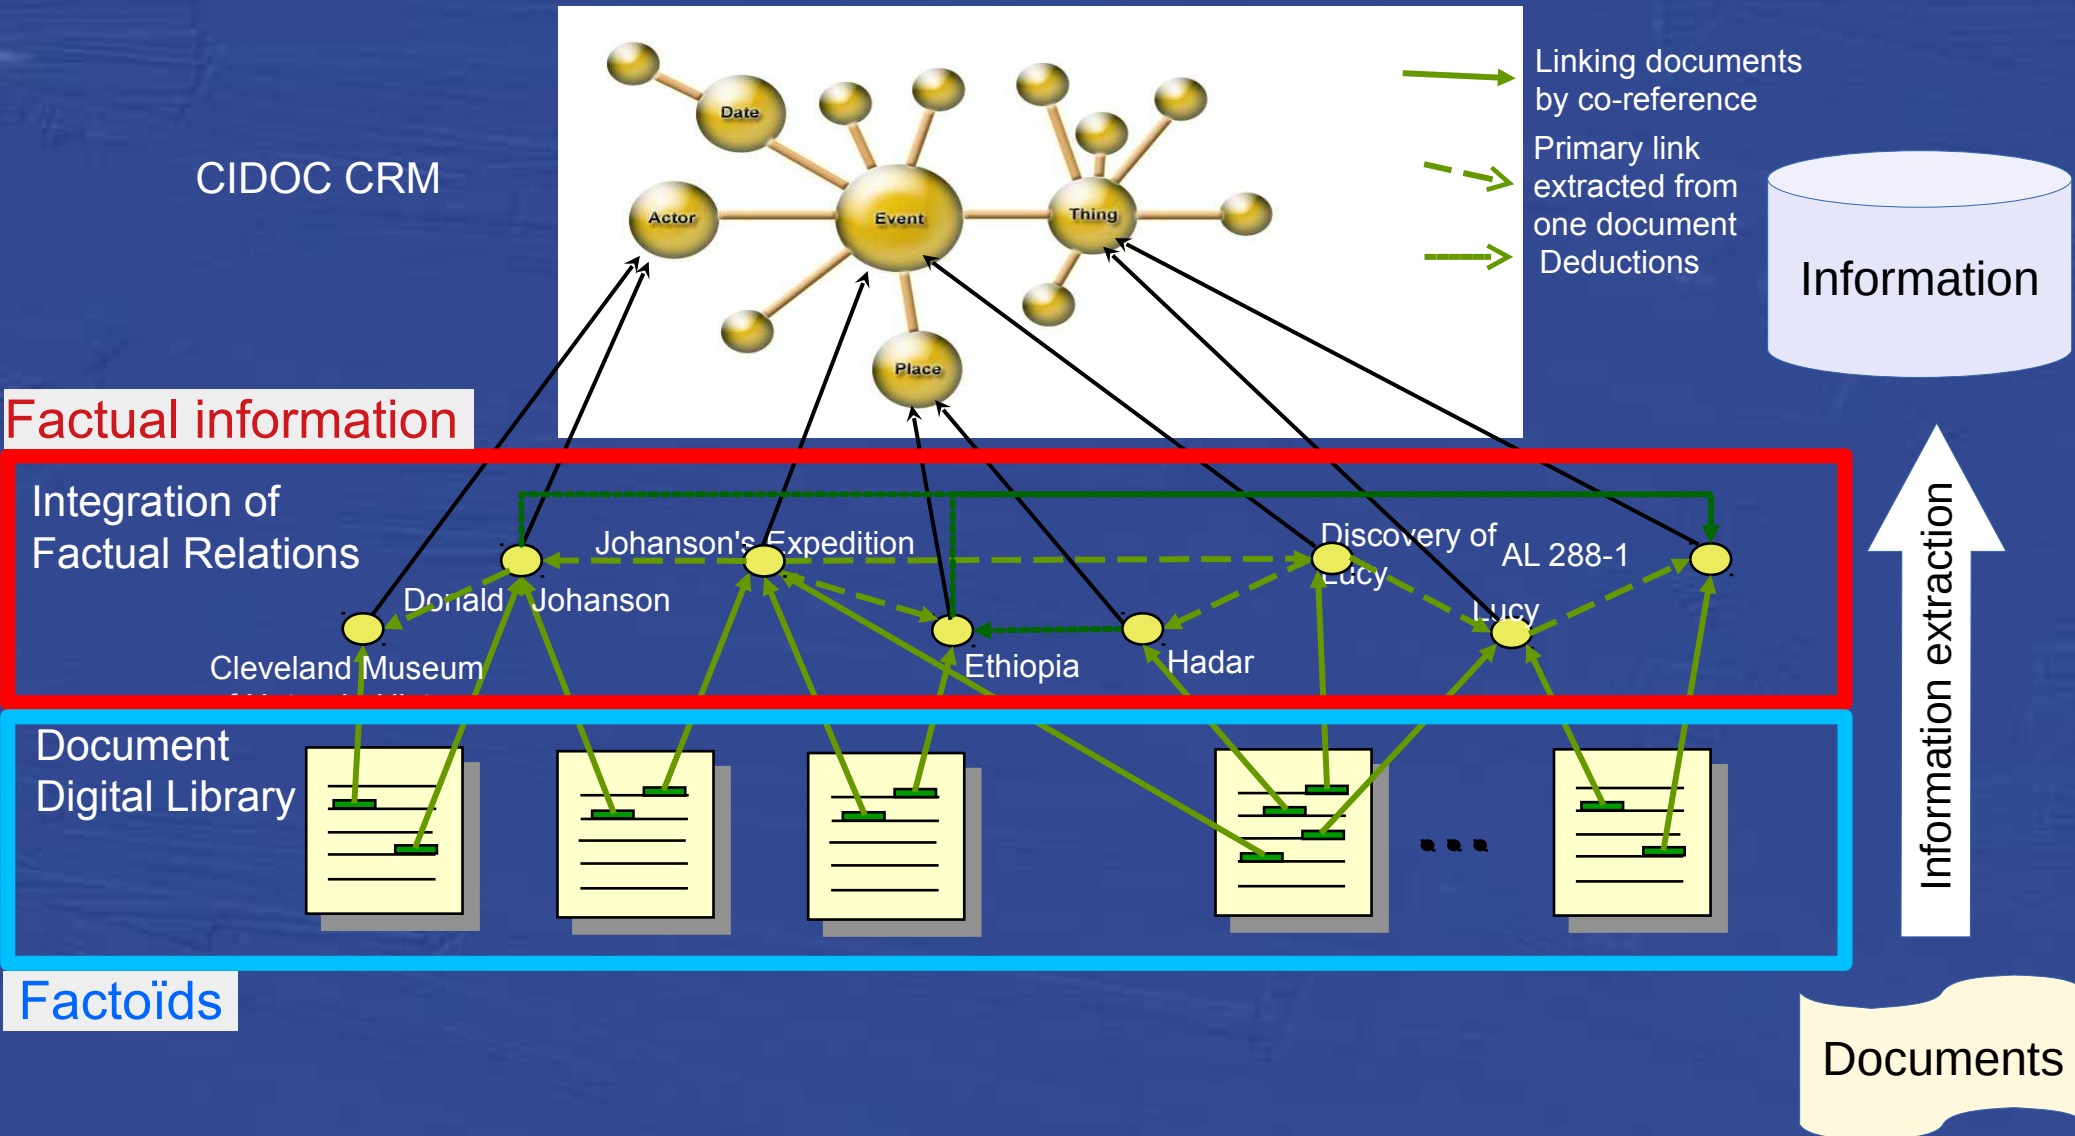 CIDOC CRM
Date
Actor
Event
Thing
Place
Linking documents
by co-reference
Primary link
extracted from
one document
Deductions
Information
Factual information
Integration of
Factual Relations
Johanson's Expedition
Discovery of
Lucy
AL 288-1
Donald Johanson
Lucy
Cleveland Museum
Ethiopia
Hadar
Information extraction
Document
Digital Library
Factoïds
Documents